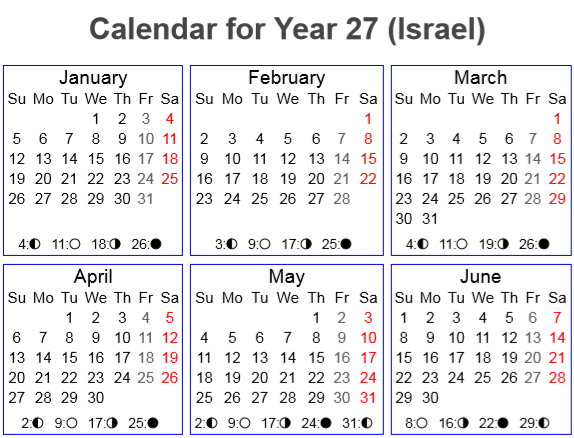 Calendar for Year 27 (Israel)
January
Su Mo Tu We Th Fr Sa
1 2 3 4
5 6 7 8 9 10 11
12 13 14 15 16 17 18
19 20 21 22 23 24 25
26 27 28 29 30 31
4:◐ 11:○ 18:◑ 26:●
February
Su Mo Tu We Th Fr Sa
1
2 3 4 5 6 7 8
9 10 11 12 13 14 15
16 17 18 19 20 21 22
23 24 25 26 27 28
3:◐ 9:○ 17:◑ 25:●
March
Su Mo Tu We Th Fr Sa
1
2 3 4 5 6 7 8
9 10 11 12 13 14 15
16 17 18 19 20 21 22
23 24 25 26 27 28 29
30 31
4:◐ 11:○ 19:◑ 26:●
April
Su Mo Tu We Th Fr Sa
1 2 3 4 5
6 7 8 9 10 11 12
13 14 15 16 17 18 19
20 21 22 23 24 25 26
27 28 29 30
2:◐ 9:○ 17:◑ 25:●
May
Su Mo Tu We Th Fr Sa
1 2 3
4 5 6 7 8 9 10
11 12 13 14 15 16 17
18 19 20 21 22 23 24
25 26 27 28 29 30 31
2:◐ 9:○ 17:◑ 24:● 31:◐
June
Su Mo Tu We Th Fr Sa
1 2 3 4 5 6 7
8 9 10 11 12 13 14
15 16 17 18 19 20 21
22 23 24 25 26 27 28
29 30
8:○ 16:◑ 22:● 29:◐